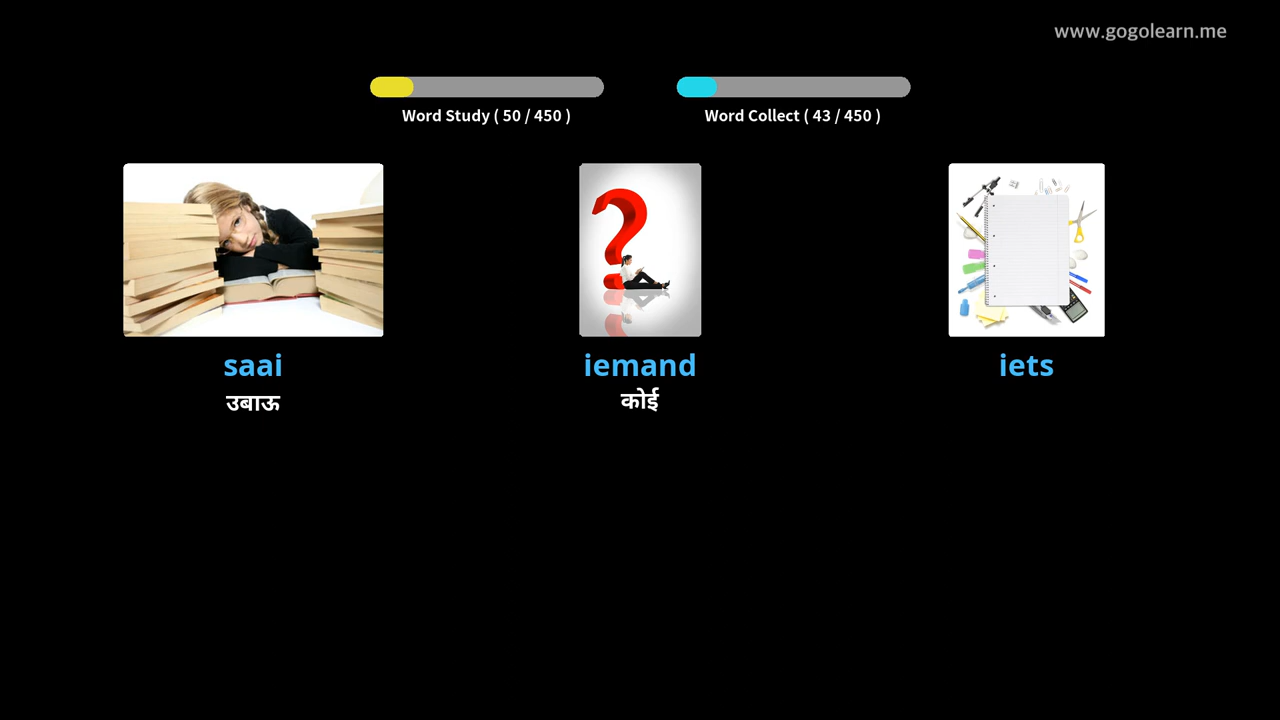 www.gogolearn.me
Word Study ( 50 / 450 )
Word Collect ( 43 / 450 )
saai
उबाऊ
iemand
कोई
iets